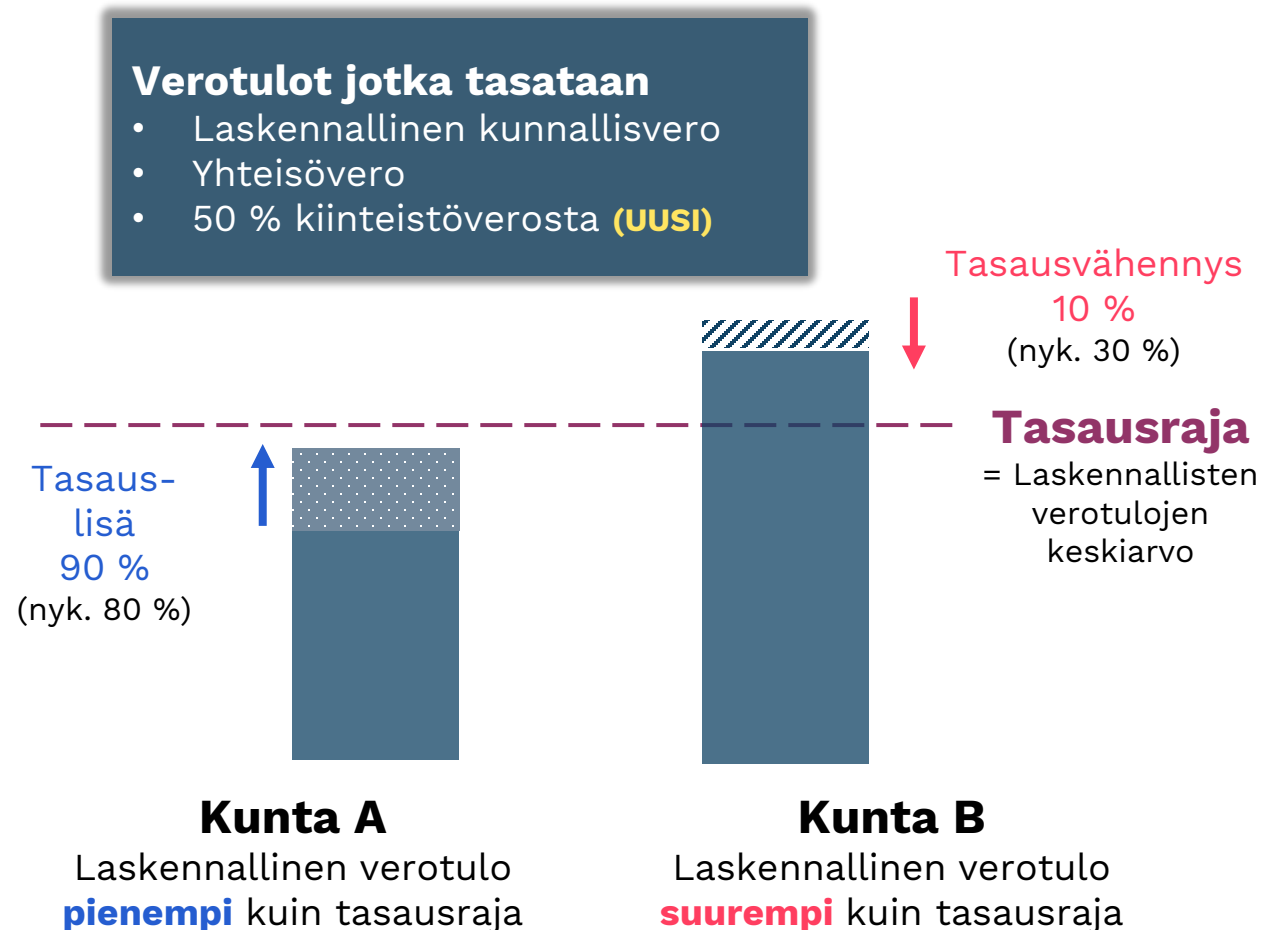 Verotulot jotka tasataan
• Laskennallinen kunnallisvero
• Yhteisövero
• 50 % kiinteistöverosta (UUSI)
Tasausvähennys
10 %
(nyk. 30 %)
Tasausraja
= Laskennallisten
verotulojen
keskiarvo
Tasaus-
lisä
90 %
(nyk. 80 %)
Kunta A
Laskennallinen verotulo
pienempi kuin tasausraja
Kunta B
Laskennallinen verotulo
suurempi kuin tasausraja